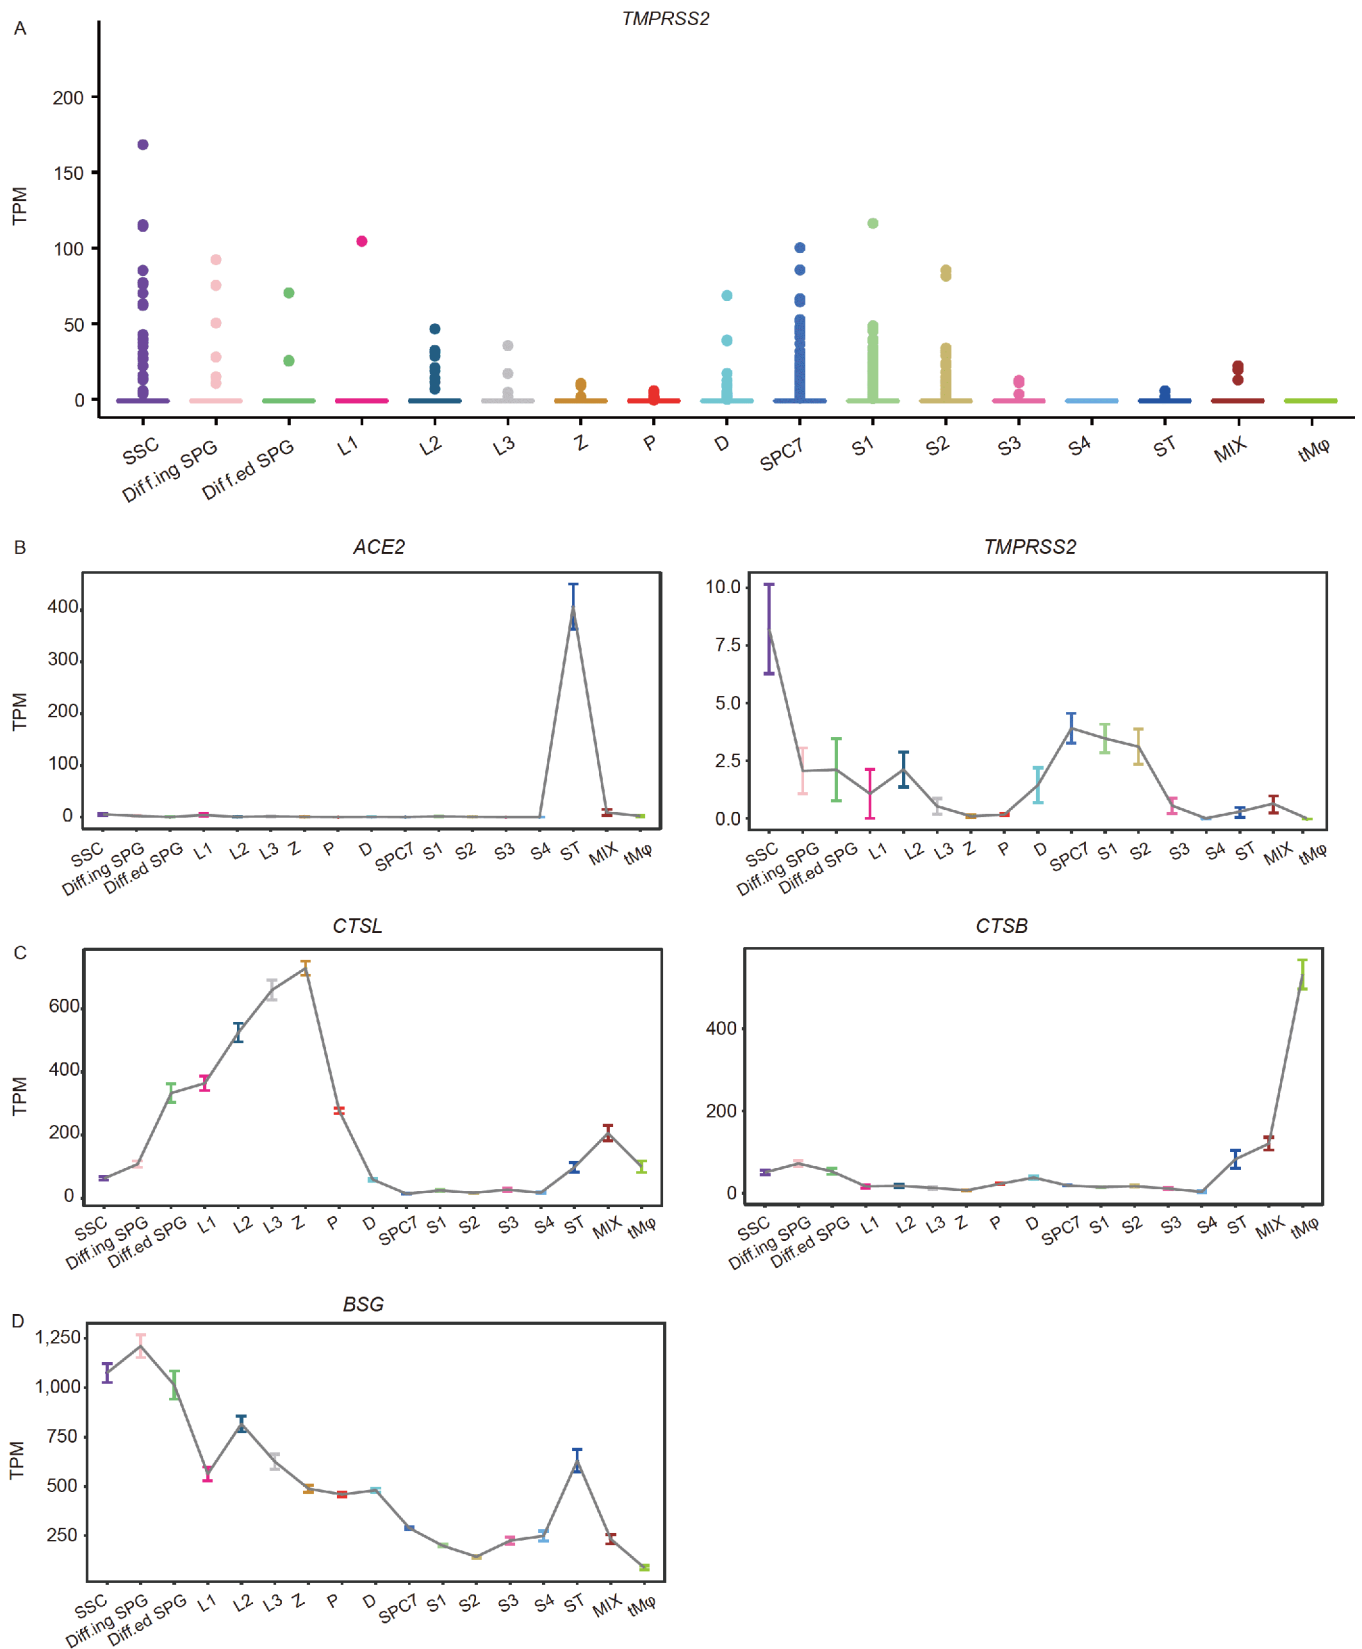 A
TMPRSS2
TPM
200
150
100
50
0
SSC
Diff.ing SPG
Diff.ed SPG
L1
L2
L3
Z
P
D
SPC7
S1
S2
S3
S4
ST
MIX
tMφ
B
ACE2
TPM
400
300
200
100
0
SSC
Diff.ing SPG
Diff.ed SPG
L1
L2
L3
Z
P
D
SPC7
S1
S2
S3
S4
ST
MIX
tMφ
TMPRSS2
10.0
7.5
5.0
2.5
0.0
SSC
Diff.ing SPG
Diff.ed SPG
L1
L2
L3
Z
P
D
SPC7
S1
S2
S3
S4
ST
MIX
tMφ
C
CTSL
TPM
600
400
200
0
SSC
Diff.ing SPG
Diff.ed SPG
L1
L2
L3
Z
P
D
SPC7
S1
S2
S3
S4
ST
MIX
tMφ
CTSB
400
200
0
SSC
Diff.ing SPG
Diff.ed SPG
L1
L2
L3
Z
P
D
SPC7
S1
S2
S3
S4
ST
MIX
tMφ
D
BSG
TPM
1,250
1,000
750
500
250
SSC
Diff.ing SPG
Diff.ed SPG
L1
L2
L3
Z
P
D
SPC7
S1
S2
S3
S4
ST
MIX
tMφ